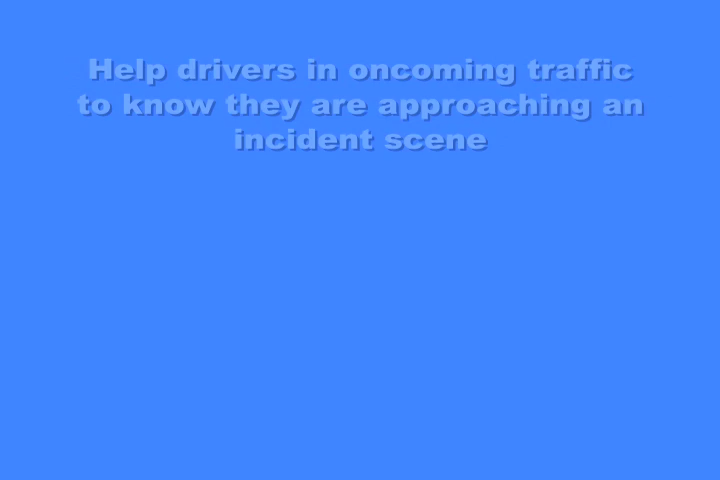 Help drivers in oncoming traffic
to know they are approaching an
incident scene